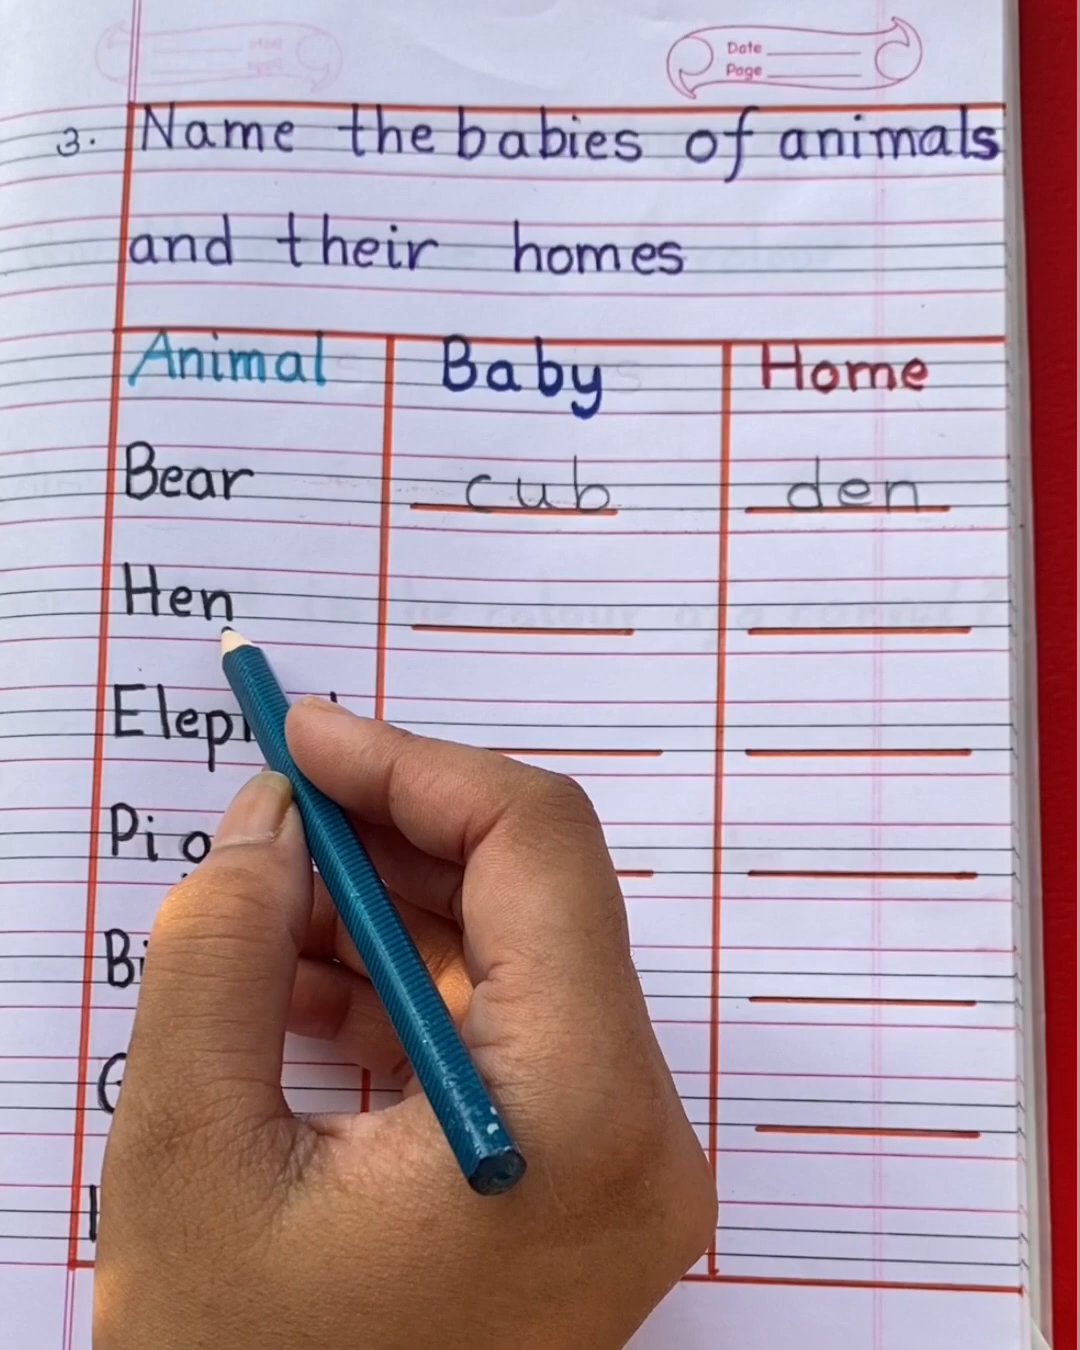 Date
Page
3. Name the babies of animals
and their homes
Animal Baby Home
Bear cub den
Hen